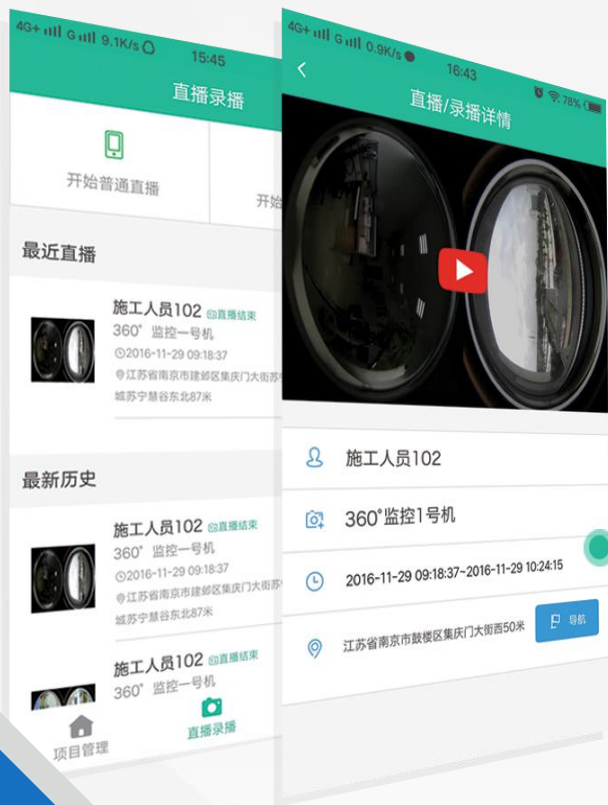 4G+ G 9.1K/s
15:45
直播录播
开始普通直播
开始
最近直播
施工人员102 直播结束
360° 监控一号机
2016-11-29 09:18:37
江苏省南京市建邺区集庆门大街苏
城苏宁慧谷东北87米
最新历史
施工人员102 直播结束
360° 监控一号机
2016-11-29 09:18:37
江苏省南京市建邺区集庆门大街苏
城苏宁慧谷东北87米
施工人员102 直播结束
360° 监控一号机
项目管理
直播录播
4G+ G 0.9K/s
16:43
78%
直播/录播详情
施工人员102
360°监控1号机
2016-11-29 09:18:37~2016-11-29 10:24:15
江苏省南京市鼓楼区集庆门大街西50米
导航